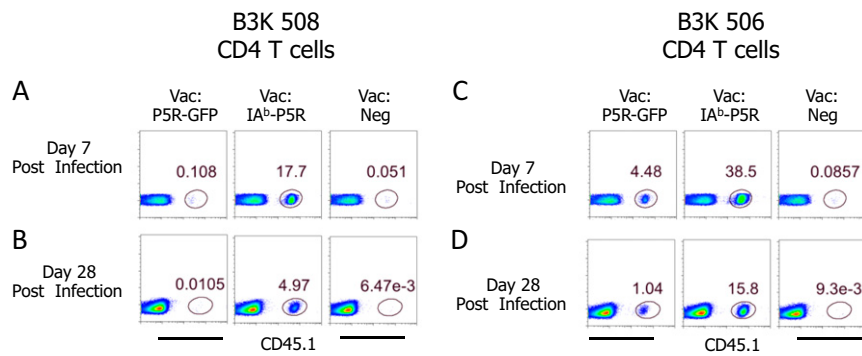 B3K 508
CD4 T cells
B3K 506
CD4 T cells
A
Vac:
P5R-GFP
Vac:
IAᵇ-P5R
Vac:
Neg
C
Vac:
P5R-GFP
Vac:
IAᵇ-P5R
Vac:
Neg
Day 7
Post Infection
0.108
17.7
0.051
Day 7
Post Infection
4.48
38.5
0.0857
B
Day 28
Post Infection
0.0105
4.97
6.47e-3
D
Day 28
Post Infection
1.04
15.8
9.3e-3
CD45.1
CD45.1